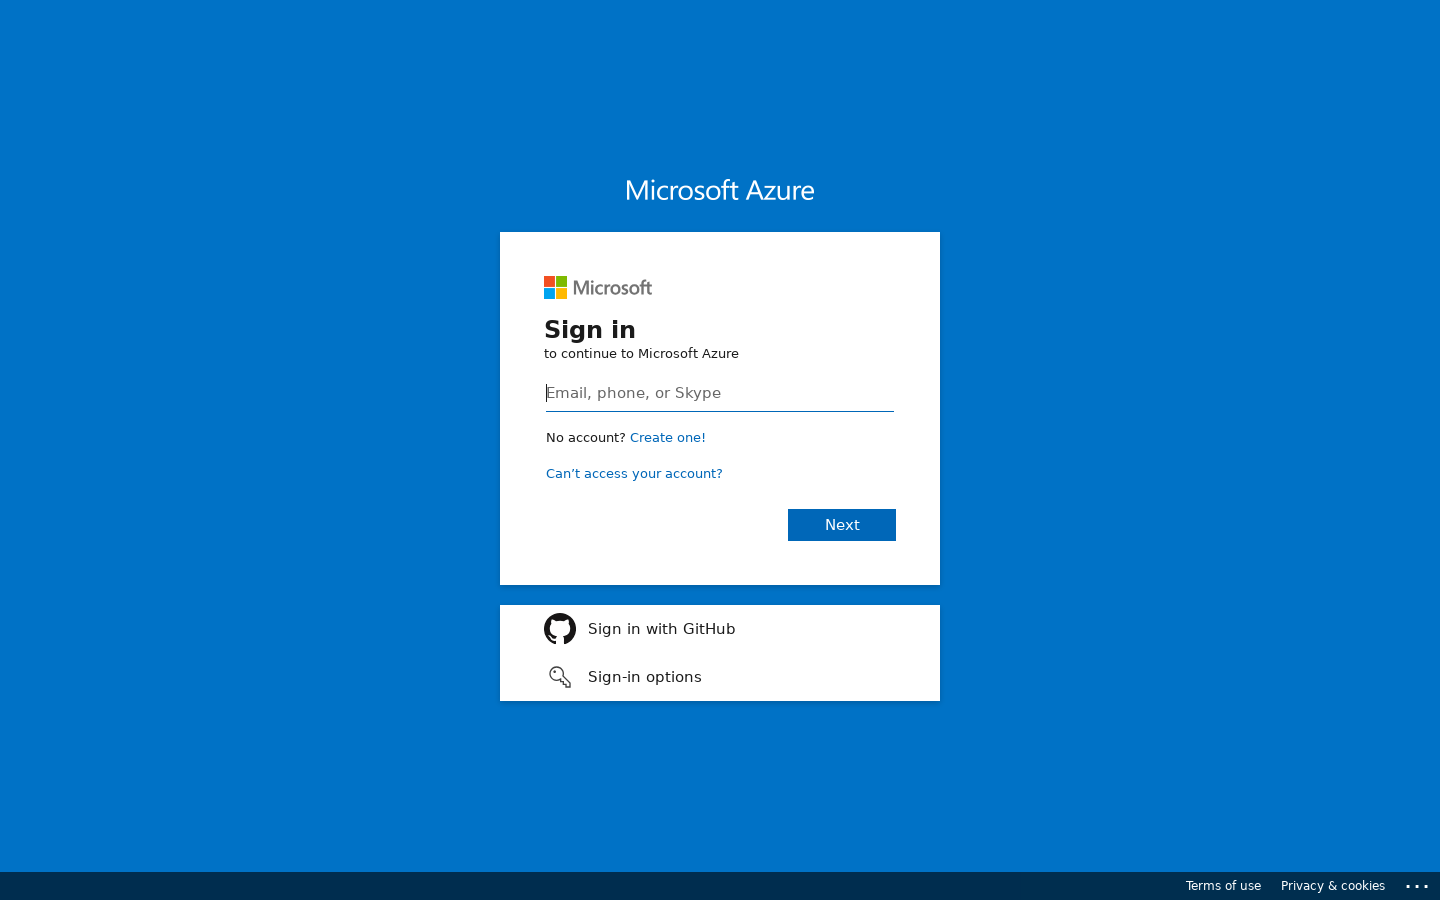 Microsoft Azure
Microsoft
Sign in
to continue to Microsoft Azure
Email, phone, or Skype
No account? Create one!
Can’t access your account?
Next
Sign in with GitHub
Sign-in options
Terms of use Privacy & cookies ...